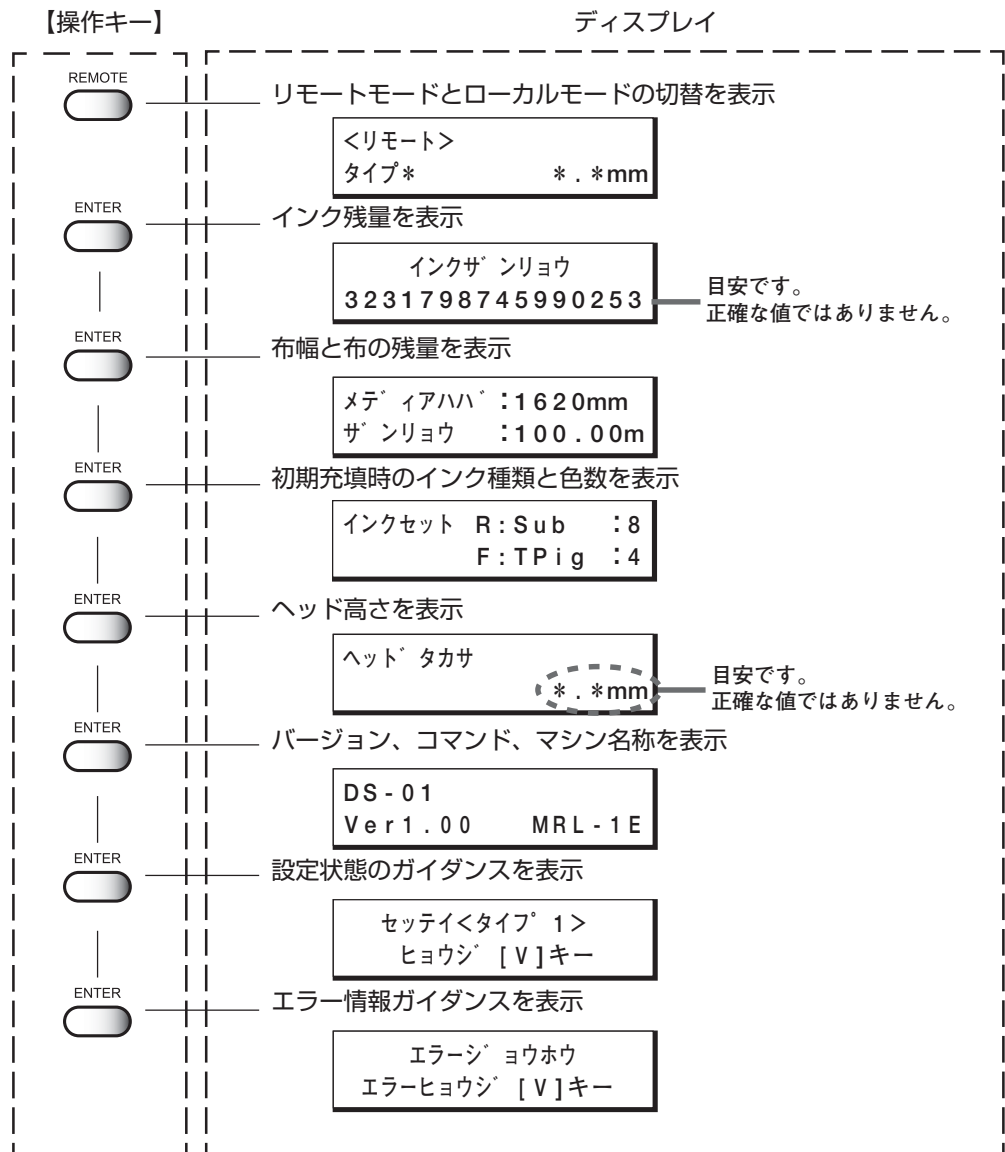 【操作キー】
ディスプレイ
REMOTE
リモートモードとローカルモードの切替を表示
<リモート>
タイプ* *.*mm
ENTER
インク残量を表示
インクザンリョウ
3231798745990253
目安です。
正確な値ではありません。
ENTER
布幅と布の残量を表示
メディアハバ:1620mm
ザンリョウ :100.00m
ENTER
初期充填時のインク種類と色数を表示
インクセット R:Sub :8
F:TPig :4
ENTER
ヘッド高さを表示
ヘッド タカサ
*.*mm
目安です。
正確な値ではありません。
ENTER
バージョン、コマンド、マシン名称を表示
DS-01
Ver1.00 MRL-1E
ENTER
設定状態のガイダンスを表示
セッテイ<タイプ 1>
ヒョウジ [V]キー
ENTER
エラー情報ガイダンスを表示
エラージョウホウ
エラーヒョウジ [V]キー